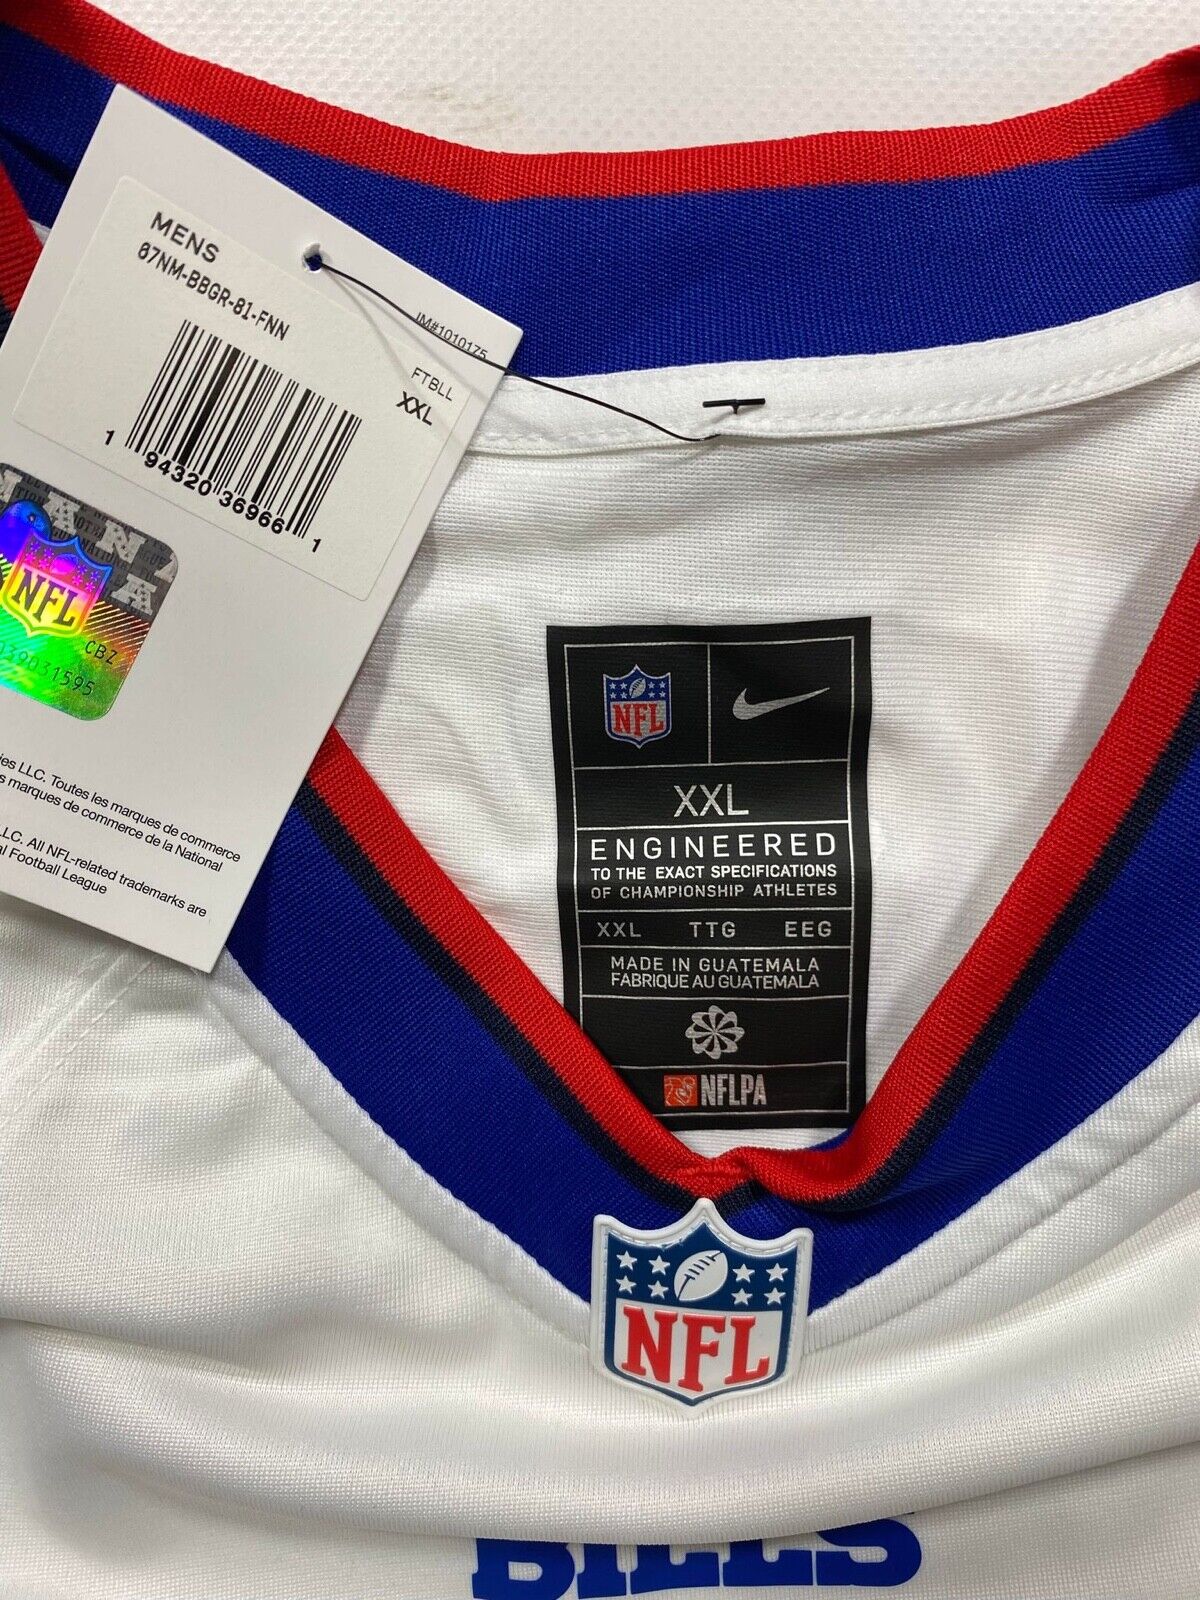 MENS
67NM-BBGR-81-FNN
IM#1010175
FTBLL
XXL
1 94320 36966 1
NFL
CBZ
039031595
LLC. Toutes les marques de commerce
marques de commerce de la National
LLC. All NFL-related trademarks are
Football League
NFL
XXL
ENGINEERED
TO THE EXACT SPECIFICATIONS
OF CHAMPIONSHIP ATHLETES
XXL TTG EEG
MADE IN GUATEMALA
FABRIQUE AU GUATEMALA
NFLPA
NFL
BILLS